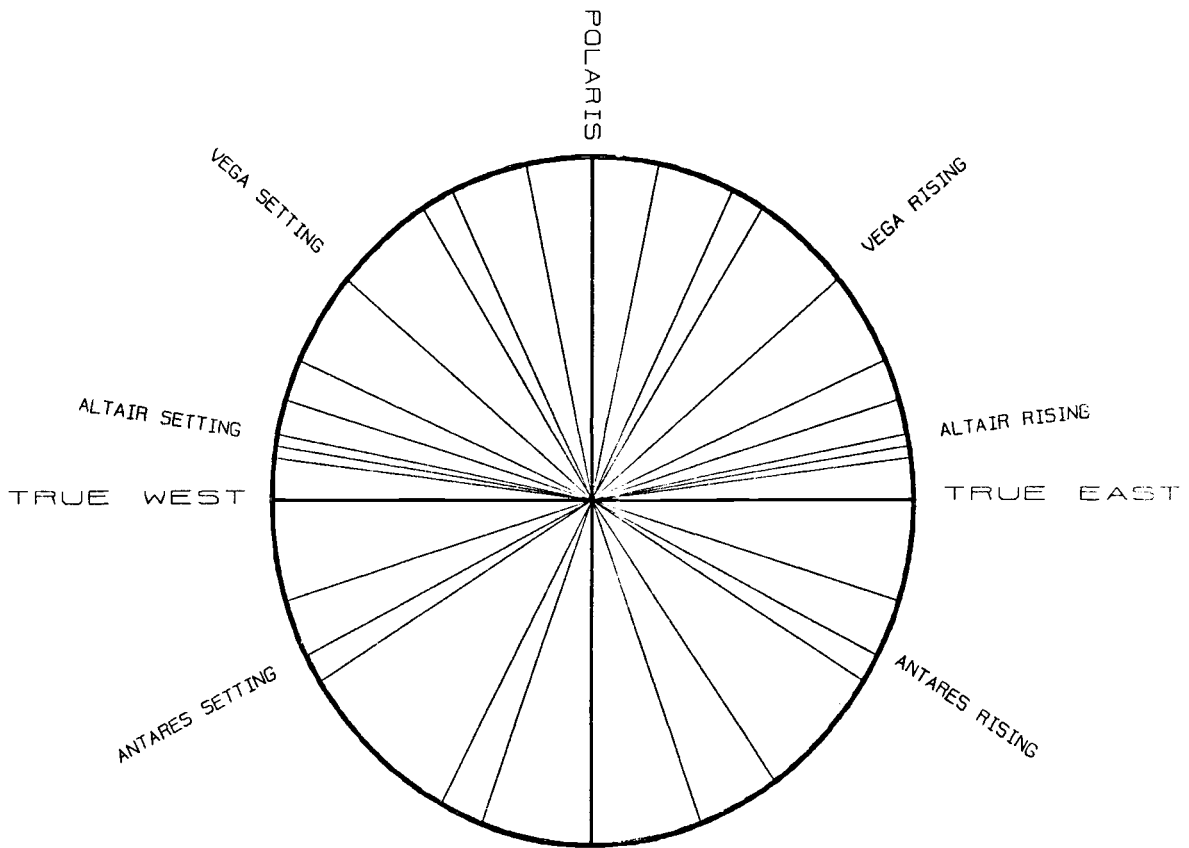 POLARIS
VEGA SETTING
VEGA RISING
ALTAIR SETTING
ALTAIR RISING
TRUE WEST
TRUE EAST
ANTARES SETTING
ANTARES RISING